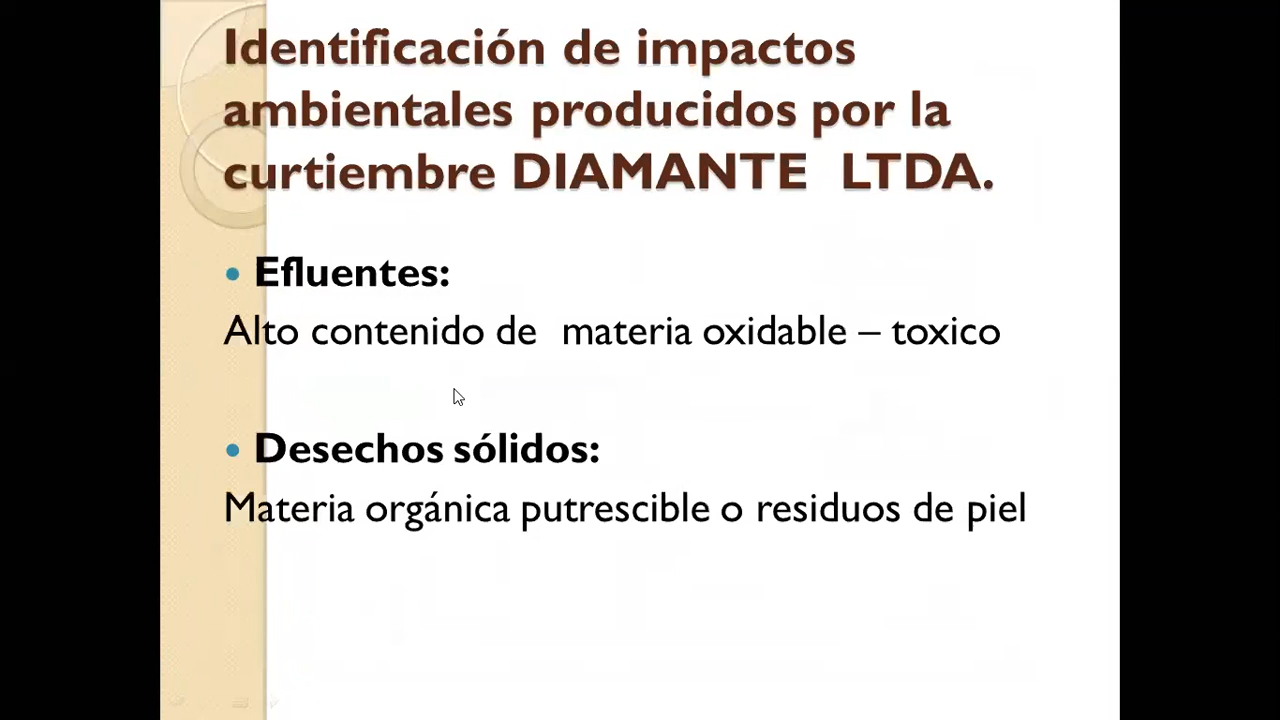 Identificación de impactos
ambientales producidos por la
curtiembre DIAMANTE LTDA.
• Efluentes:
Alto contenido de materia oxidable – toxico
• Desechos sólidos:
Materia orgánica putrescible o residuos de piel